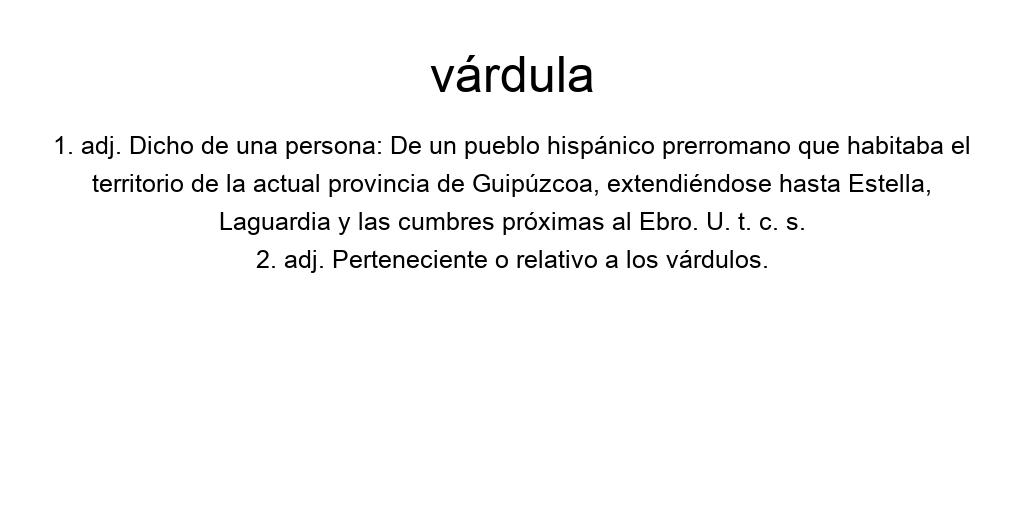 várdula
1. adj. Dicho de una persona: De un pueblo hispánico prerromano que habitaba el
territorio de la actual provincia de Guipúzcoa, extendiéndose hasta Estella,
Laguardia y las cumbres próximas al Ebro. U. t. c. s.
2. adj. Perteneciente o relativo a los várdulos.